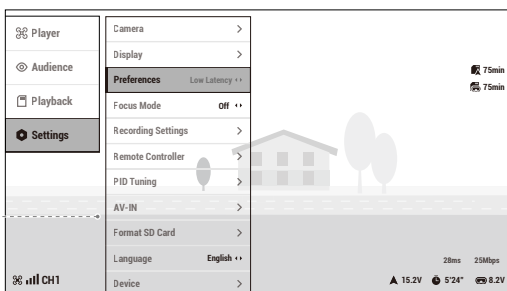 Player
Audience
Playback
Settings
Camera
Display
Preferences Low Latency
Focus Mode Off
Recording Settings
Remote Controller
PID Tuning
AV-IN
Format SD Card
Language English
Device
75min
75min
28ms 25Mbps
CH1
15.2V 5'24" 8.2V